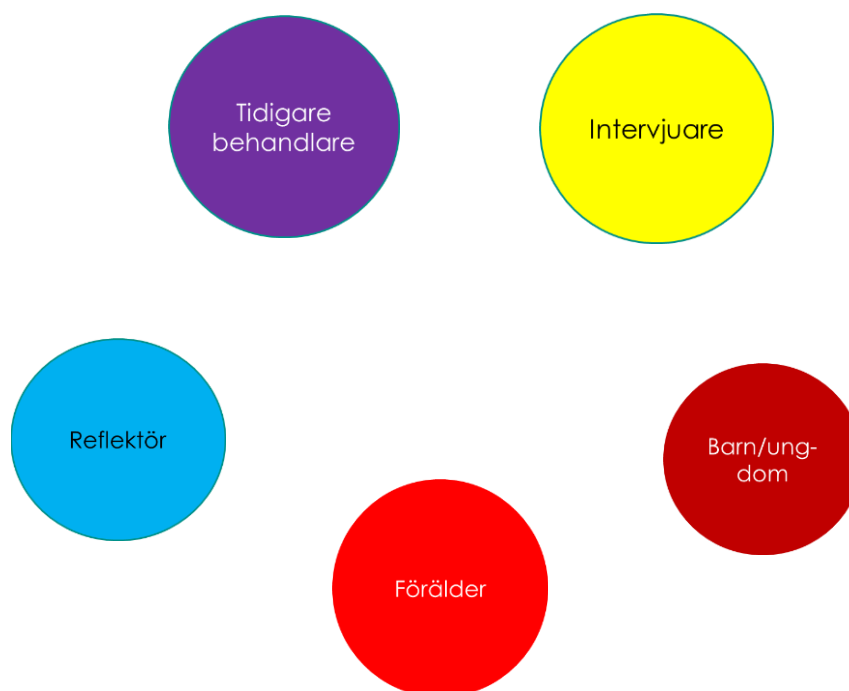 Tidigare
behandlare
Intervjuare
Reflektör
Barn/ung-
dom
Förälder